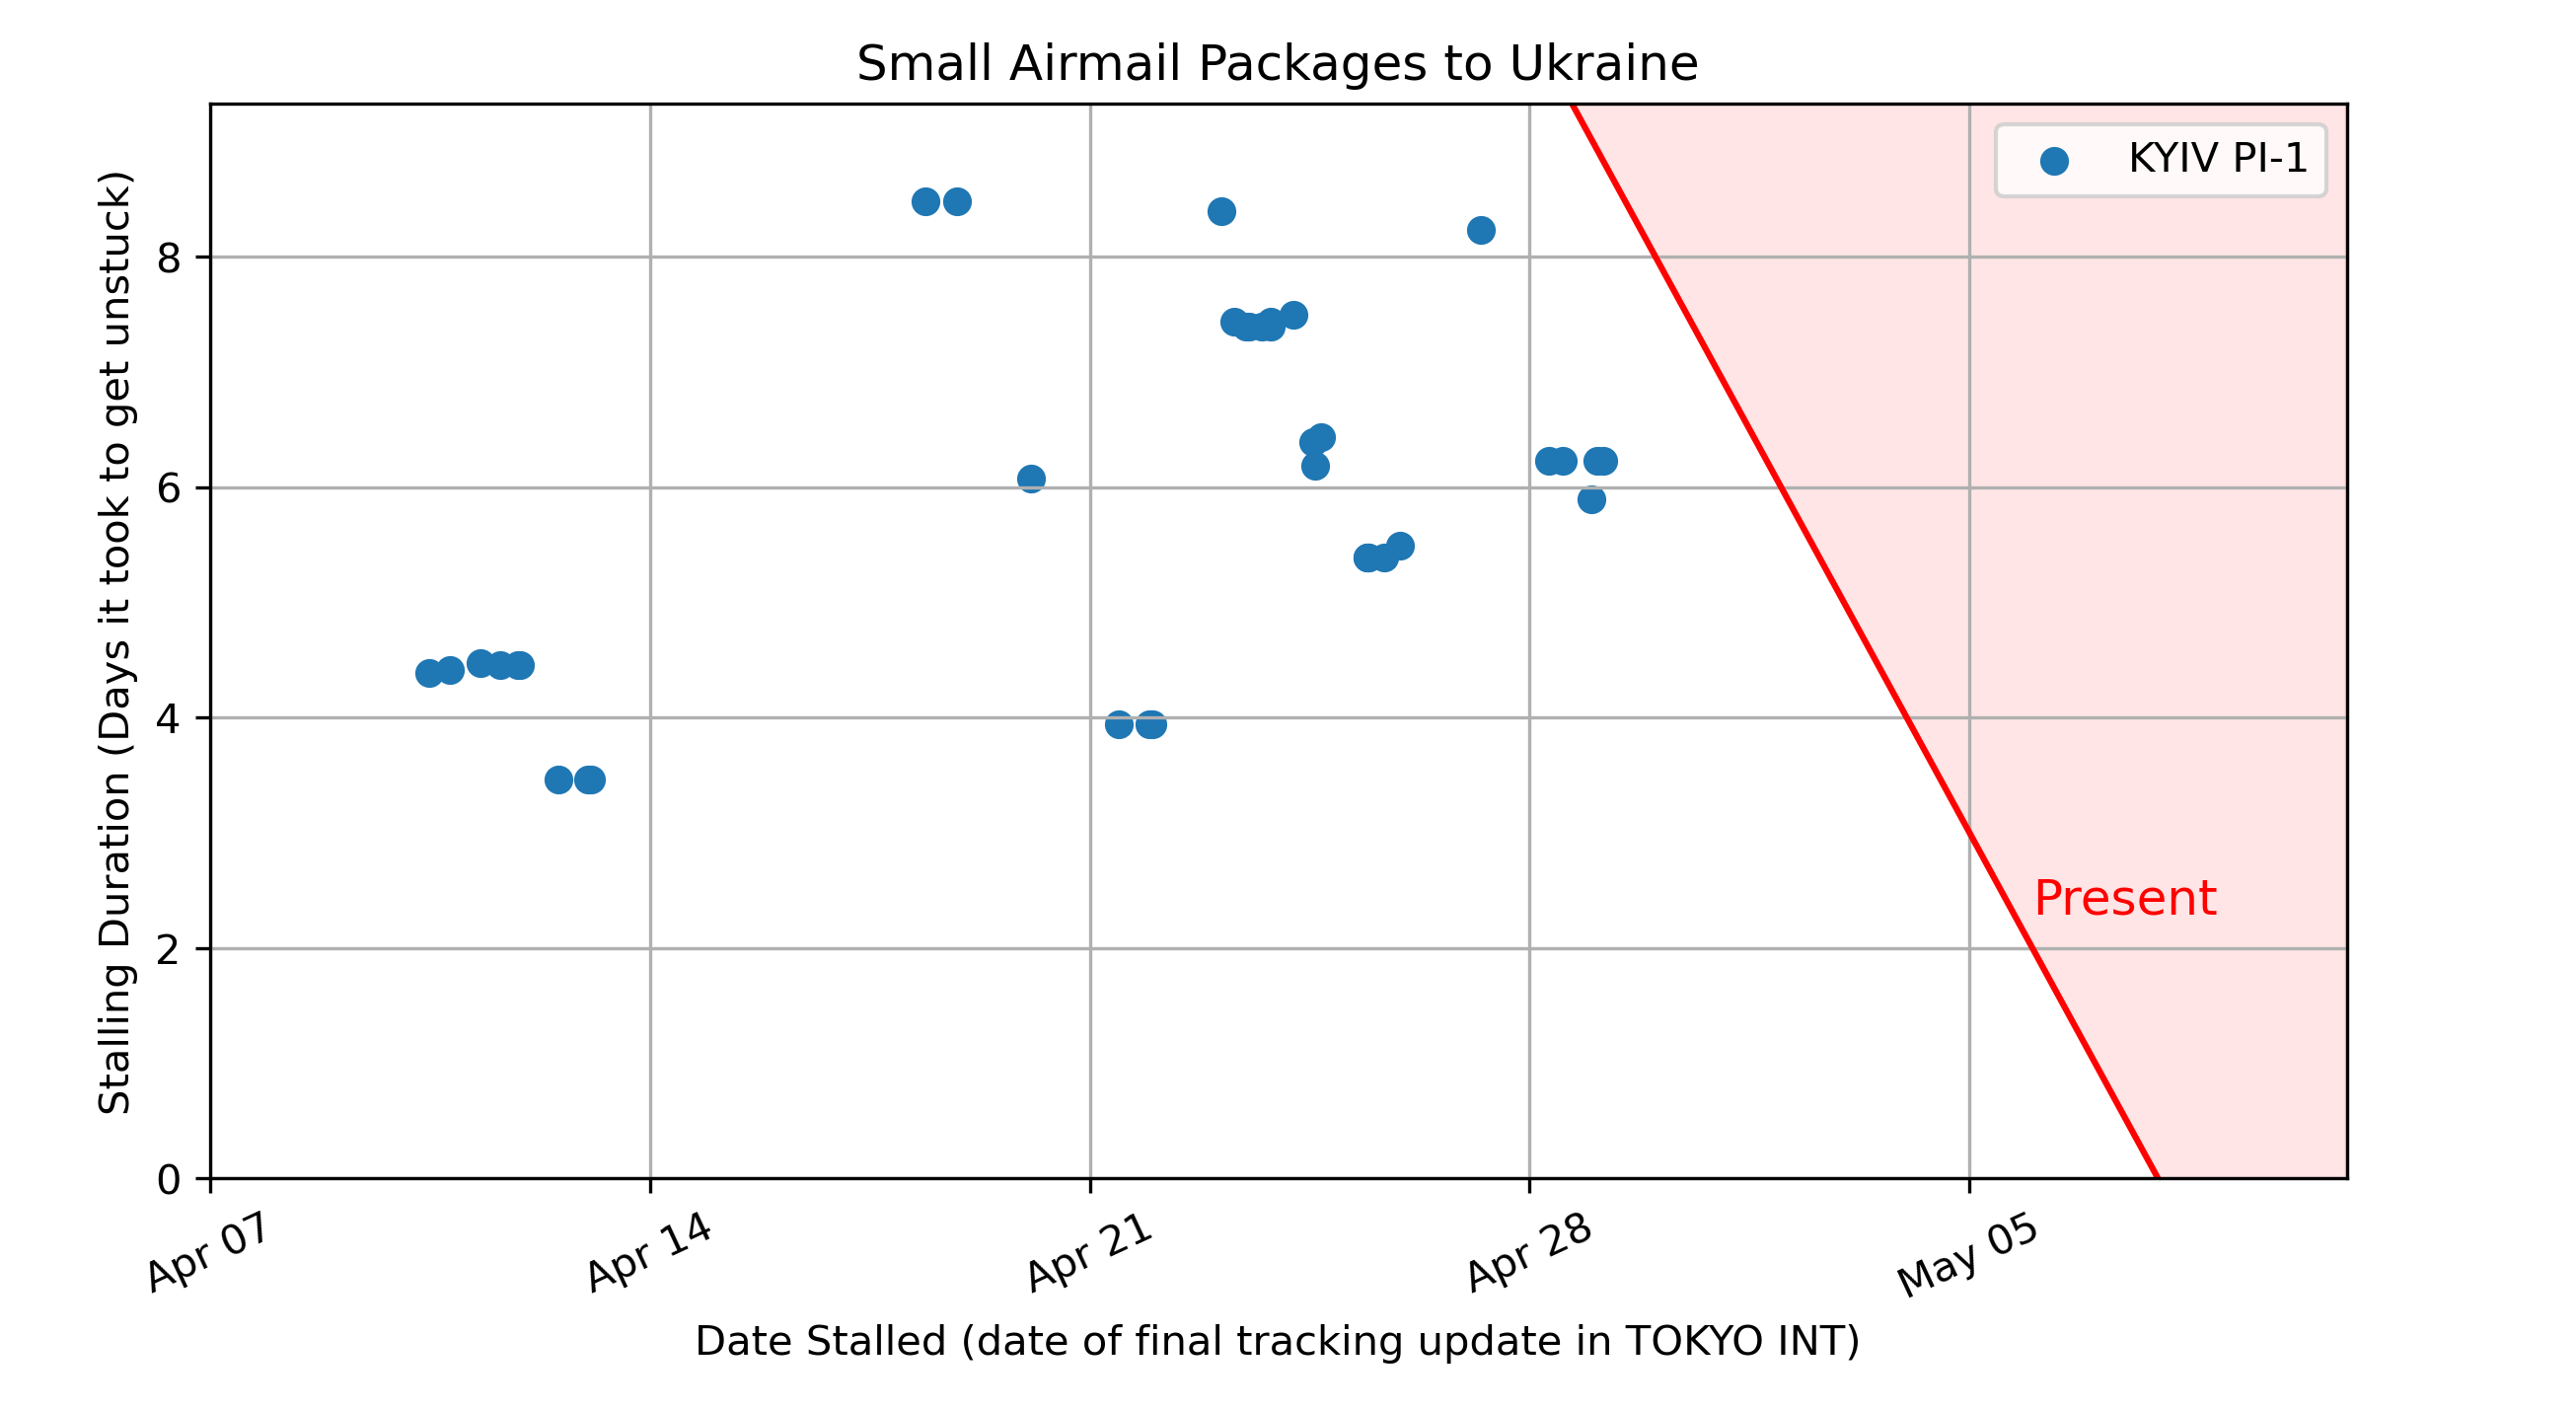 Small Airmail Packages to Ukraine
KYIV PI-1
Stalling Duration (Days it took to get unstuck)
8
6
4
2
0
Present
Apr 07
Apr 14
Apr 21
Apr 28
May 05
Date Stalled (date of final tracking update in TOKYO INT)